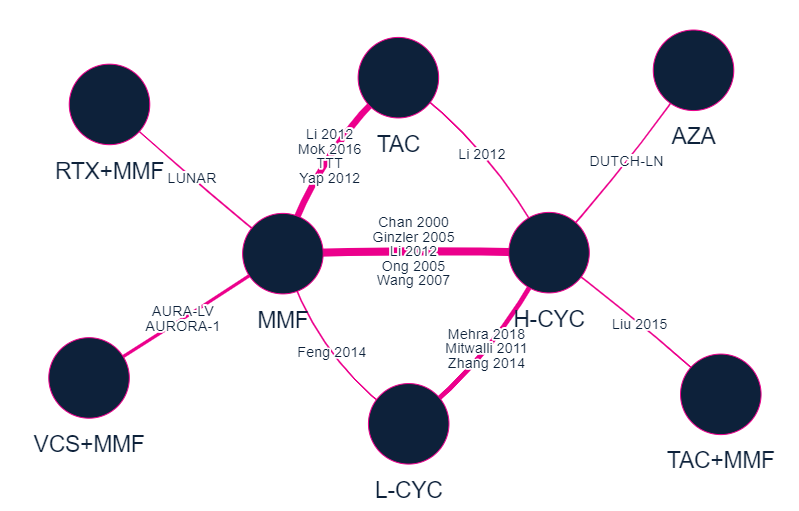 Li 2012
Mok 2016
TTT
Yap 2012
TAC
AZA
Li 2012
DUTCH-LN
RTX+MMF
LUNAR
Chan 2000
Ginzler 2005
Li 2012
Ong 2005
Wang 2007
MMF
H-CYC
AURA-LV
AURORA-1
Feng 2014
Mehra 2018
Mitwalli 2011
Zhang 2014
Liu 2015
VCS+MMF
TAC+MMF
L-CYC